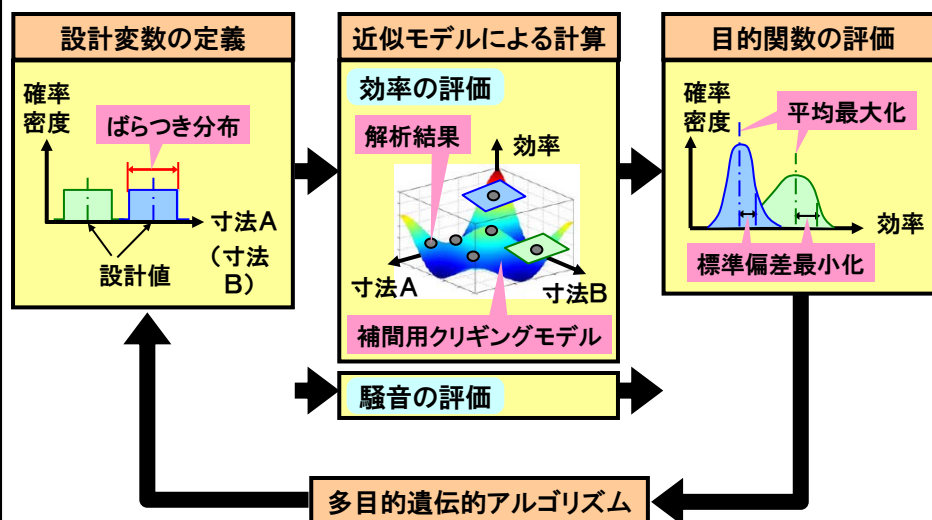 設計変数の定義
確率
密度
ばらつき分布
寸法A
(寸法
B)
設計値
近似モデルによる計算
効率の評価
解析結果
効率
寸法A
寸法B
補間用クリギングモデル
騒音の評価
目的関数の評価
確率
密度
平均最大化
効率
標準偏差最小化
多目的遺伝的アルゴリズム